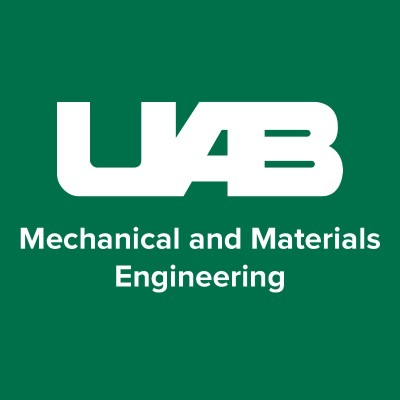 UAB
Mechanical and Materials
Engineering